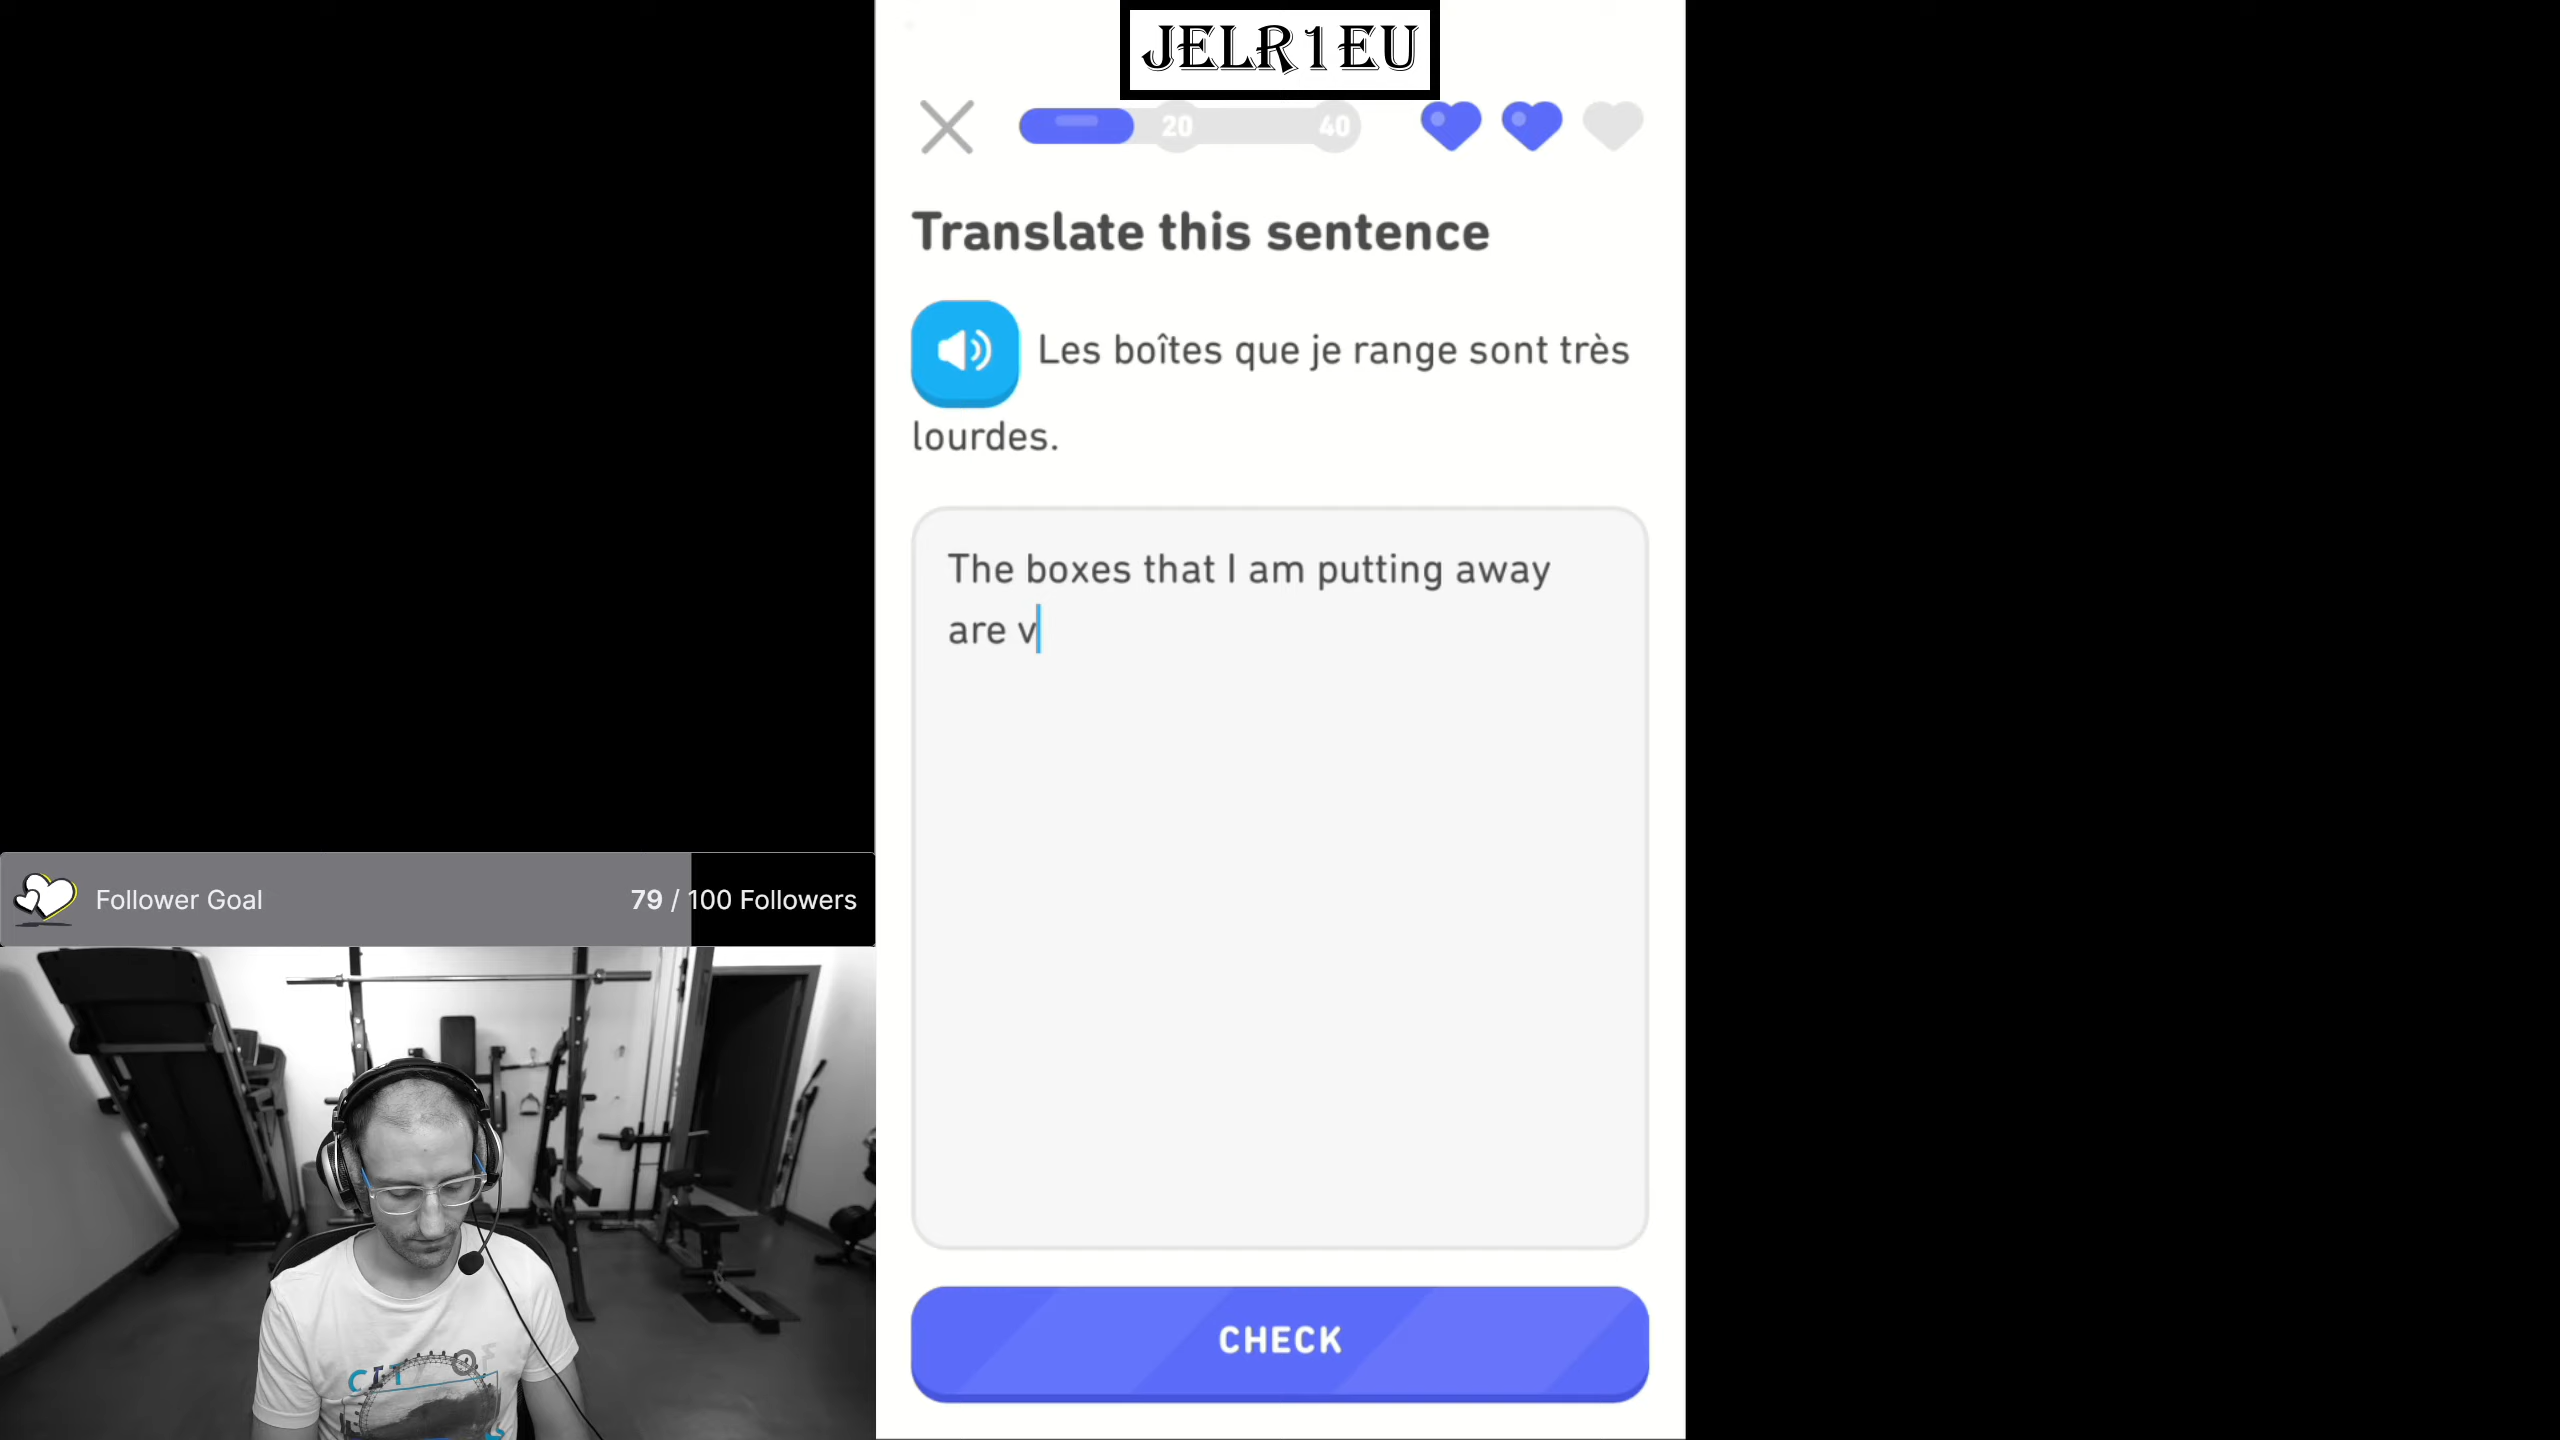 JELR1EU
20
40
Translate this sentence
Les boîtes que je range sont très
lourdes.
The boxes that I am putting away
are v
CHECK
Follower Goal
79 / 100 Followers